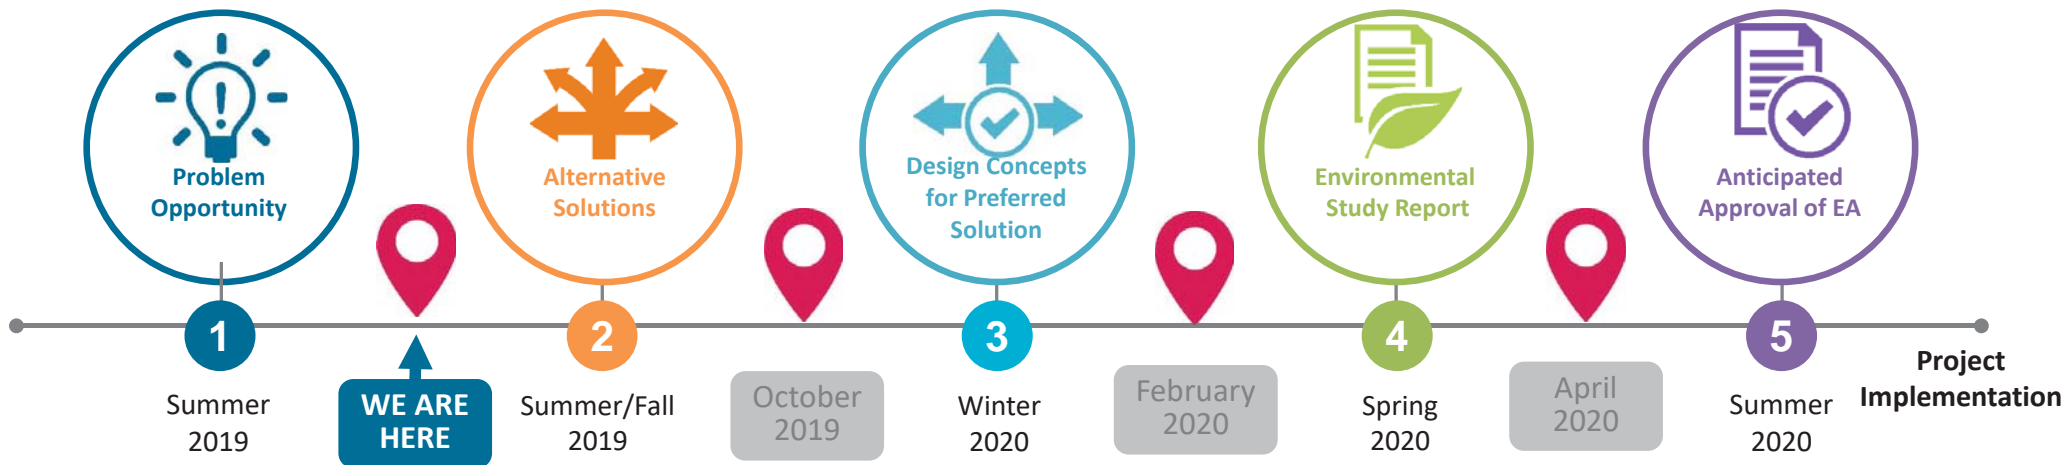 Problem
Opportunity
1
Summer
2019
WE ARE
HERE
Alternative
Solutions
2
Summer/Fall
2019
October
2019
Design Concepts
for Preferred
Solution
3
Winter
2020
February
2020
Environmental
Study Report
4
Spring
2020
April
2020
Anticipated
Approval of EA
5
Summer
2020
Project
Implementation